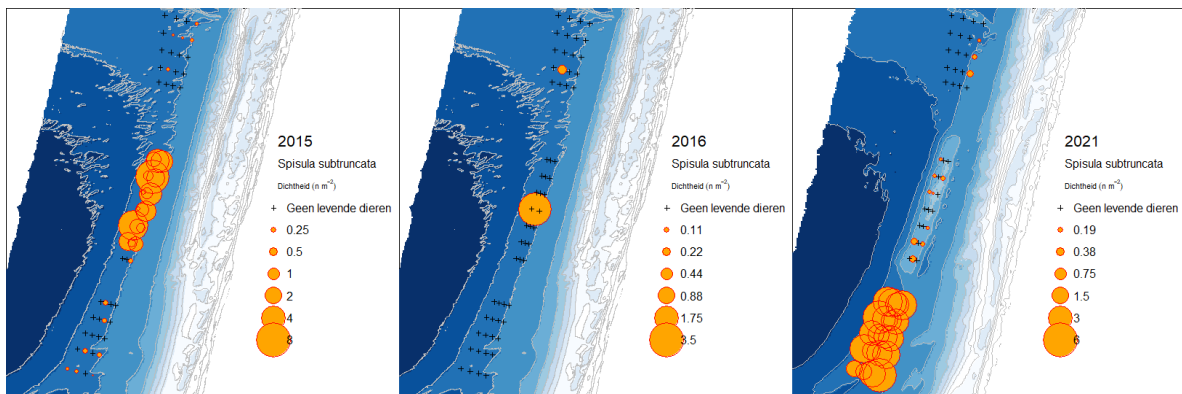 2015
Spisula subtruncata
Dichtheid (n m⁻²)
Geen levende dieren
0.25
0.5
1
2
4
8
2016
Spisula subtruncata
Dichtheid (n m⁻²)
Geen levende dieren
0.11
0.22
0.44
0.88
1.75
3.5
2021
Spisula subtruncata
Dichtheid (n m⁻²)
Geen levende dieren
0.19
0.38
0.75
1.5
3
6